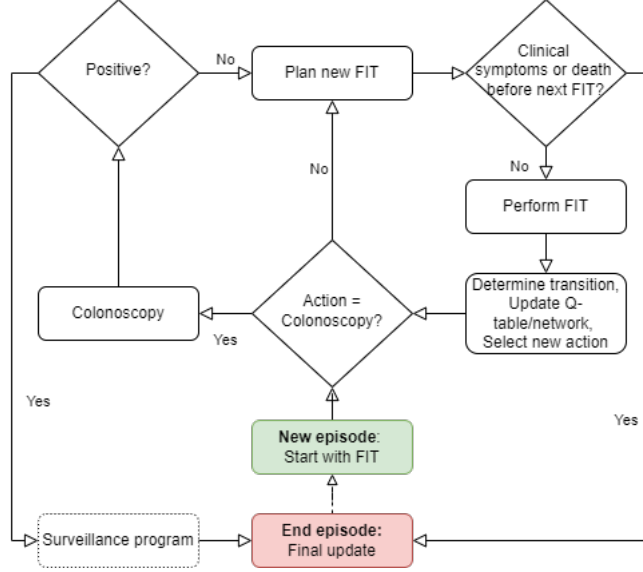 Positive?
No
Plan new FIT
Clinical
symptoms or death
before next FIT?
No
No
Perform FIT
Colonoscopy
Yes
Action =
Colonoscopy?
Determine transition,
Update Q-
table/network,
Select new action
Yes
New episode:
Start with FIT
Yes
Surveillance program
End episode:
Final update